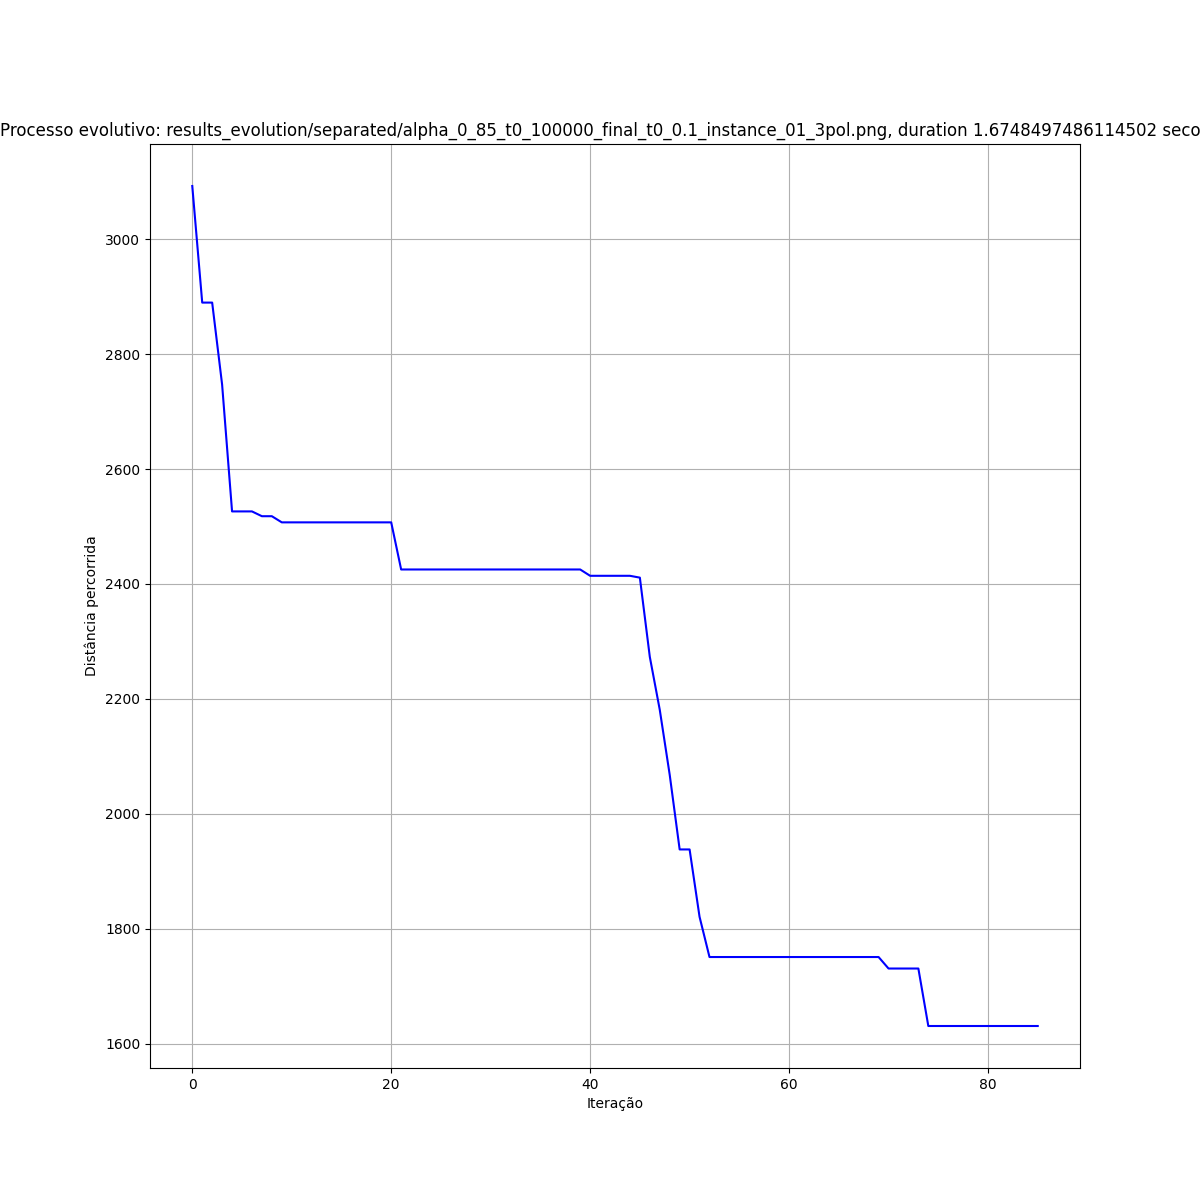 Processo evolutivo: results_evolution/separated/alpha_0_85_t0_100000_final_t0_0.1_instance_01_3pol.png, duration 1.6748497486114502 seco
3000
2800
2600
2400
2200
2000
1800
1600
Distância percorrida
0 20 40 60 80
Iteração